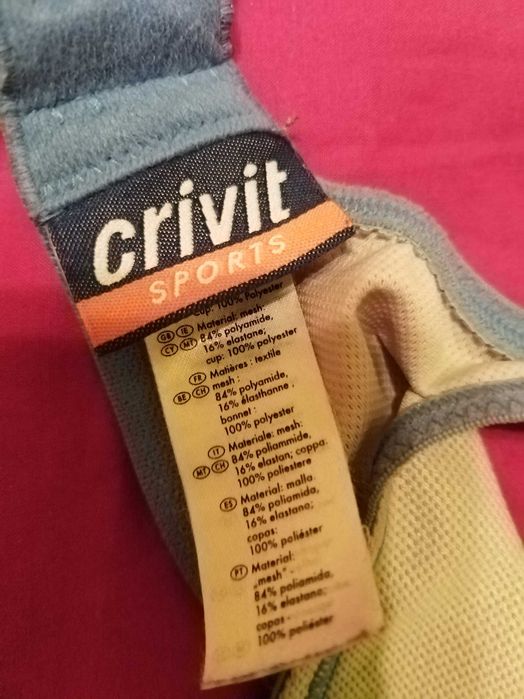 crivit
SPORTS
cup: 100% Polyester
GB IE Material: mesh:
CY MT 84% polyamide,
16% elastane;
cup: 100% polyester
FR Matières : textile
BE CH mesh :
84% polyamide,
16% élasthanne ,
bonnet :
100% polyester
IT Materiale: mesh:
MT CH 84% poliammide,
16% elastan; coppa:
100% poliestere
ES Material: malla:
84% poliamida,
16% elastano;
copas:
100% poliéster
PT Material:
„mesh“ -
84% poliamida,
16% elastano;
copas -
100% poliéster